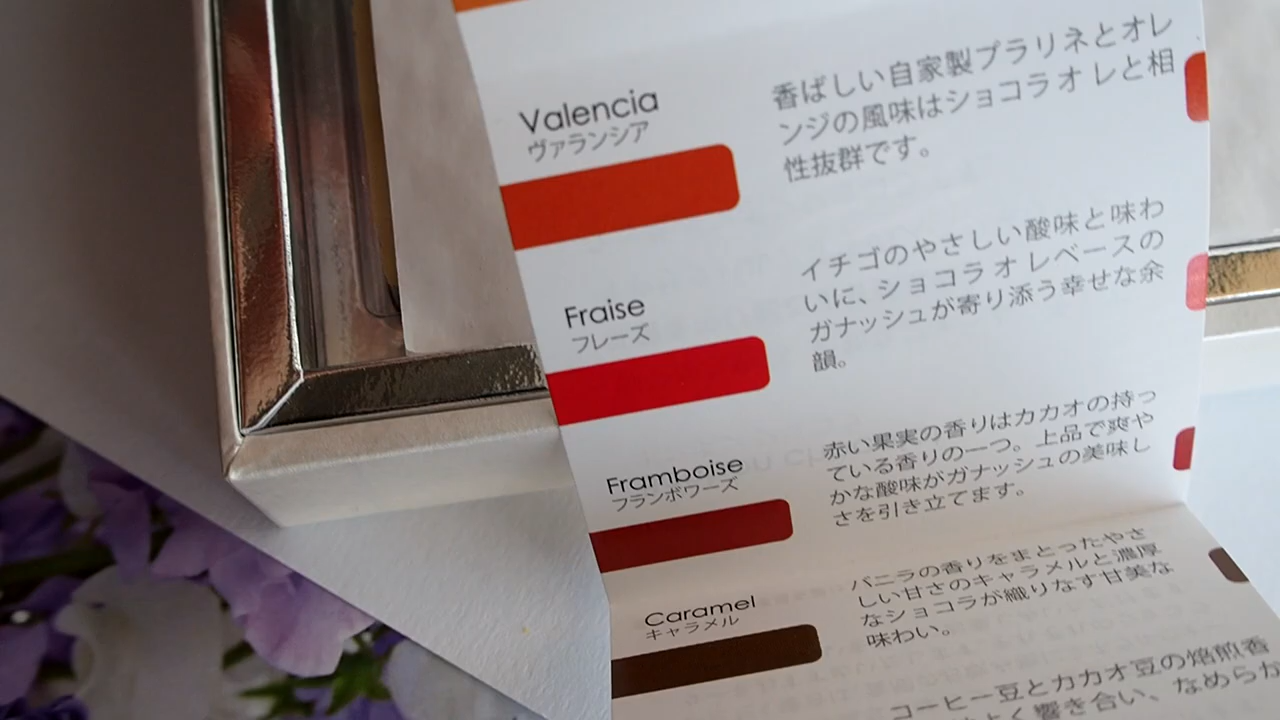 Valencia
ヴァランシア
香ばしい自家製プラリネとオレ
ンジの風味はショコラオレと相
性抜群です。
Fraise
フレーズ
イチゴのやさしい酸味と味わ
いに、ショコラオレベースの
ガナッシュが寄り添う幸せな余
韻。
Framboise
フランボワーズ
赤い果実の香りはカカオの持っ
ている香りの一つ。上品で爽や
かな酸味がガナッシュの美味し
さを引き立てます。
Caramel
キャラメル
バニラの香りをまとったやさ
しい甘さのキャラメルと濃厚
なショコラが織りなす甘美な
味わい。
コーヒー豆とカカオ豆の焙煎香
よく響き合い、なめらか